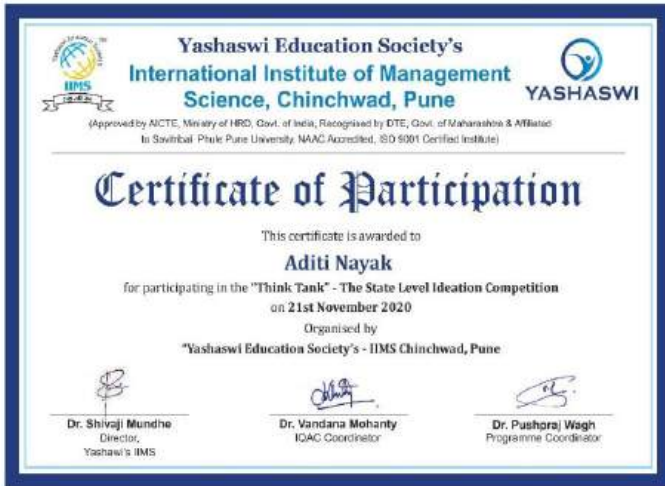 Yashaswi Education Society's
International Institute of Management
Science, Chinchwad, Pune
IIMS
YASHASWI
(Approved by AICTE, Ministry of HRD, Govt. of India, Recognised by DTE, Govt. of Maharashtra & Affiliated
to Savitribai Phule Pune University, NAAC Accredited, ISO 9001 Certified Institute)
Certificate of Participation
This certificate is awarded to
Aditi Nayak
for participating in the "Think Tank" - The State Level Ideation Competition
on 21st November 2020
Organised by
"Yashaswi Education Society's - IIMS Chinchwad, Pune
Dr. Shivaji Mundhe
Director,
Yashawi's IIMS
Dr. Vandana Mohanty
IQAC Coordinator
Dr. Pushpraj Wagh
Programme Coordinator